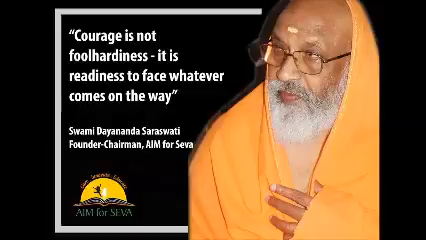 “Courage is not
foolhardiness - it is
readiness to face whatever
comes on the way”
Swami Dayananda Saraswati
Founder-Chairman, AIM for Seva
AIM for SEVA